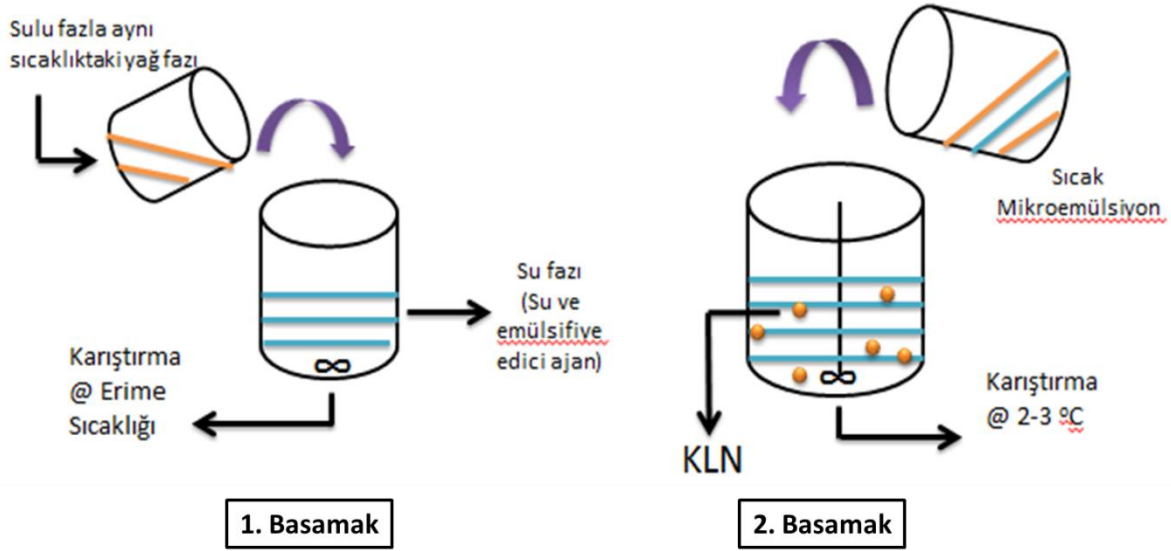 Sulu fazla aynı
sıcaklıktaki yağ fazı
Su fazı
(Su ve
emülsifiye
edici ajan)
Karıştırma
@ Erime
Sıcaklığı
1. Basamak
Sıcak
Mikroemülsiyon
Karıştırma
@ 2-3 ºC
KLN
2. Basamak